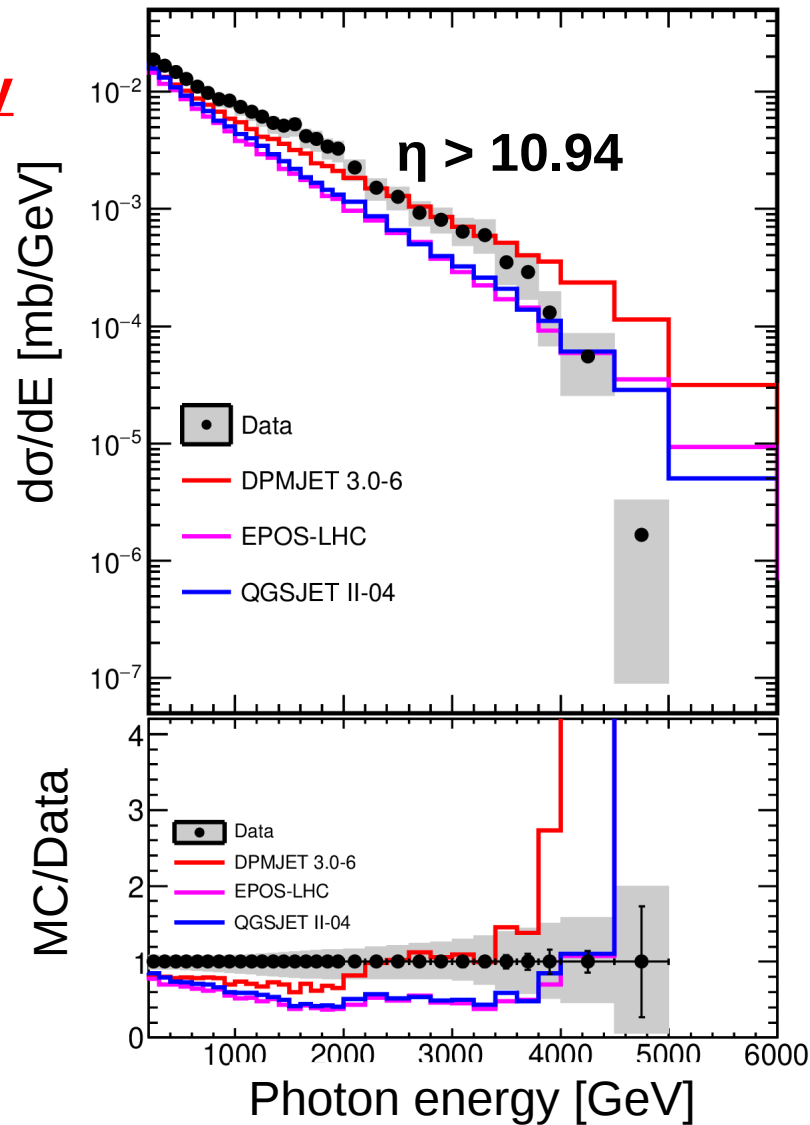 y
η > 10.94
dσ/dE [mb/GeV]
10⁻²
10⁻³
10⁻⁴
10⁻⁵
10⁻⁶
10⁻⁷
Data
DPMJET 3.0-6
EPOS-LHC
QGSJET II-04
MC/Data
4
3
2
1
0
Data
DPMJET 3.0-6
EPOS-LHC
QGSJET II-04
1000 2000 3000 4000 5000 6000
Photon energy [GeV]